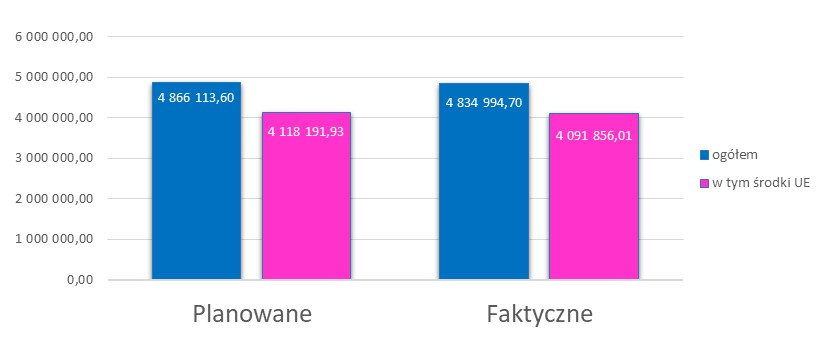 6 000 000,00
5 000 000,00
4 000 000,00
3 000 000,00
2 000 000,00
1 000 000,00
0,00
4 866 113,60
4 118 191,93
4 834 994,70
4 091 856,01
Planowane
Faktyczne
ogółem
w tym środki UE